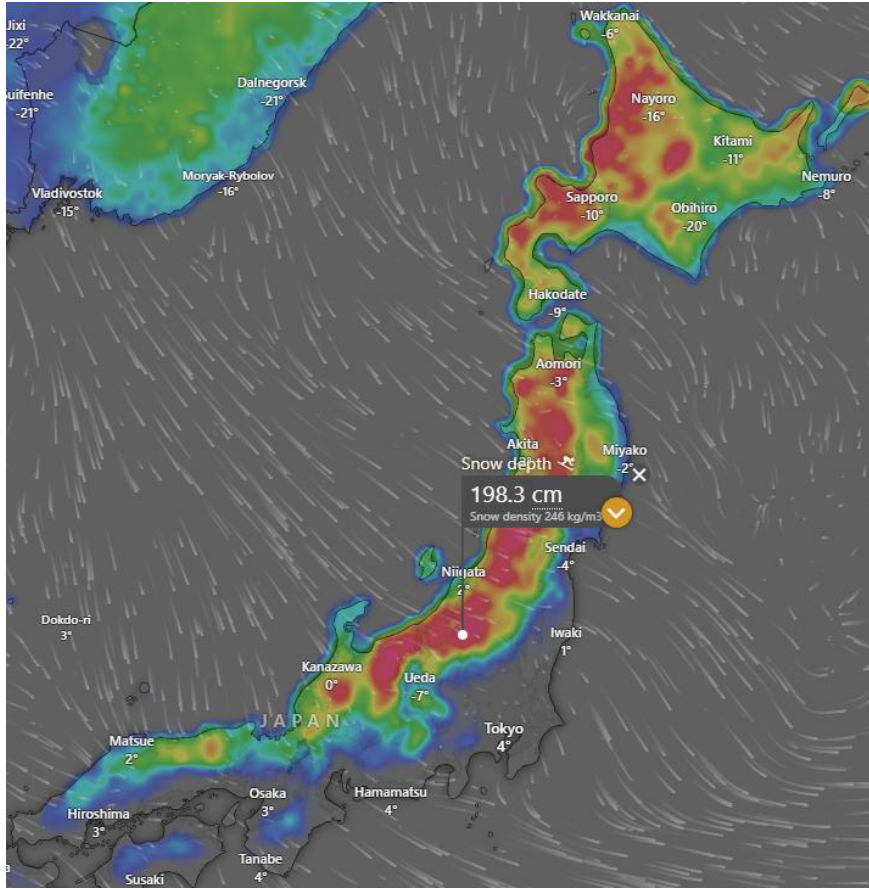 Wakkanai
-6°
Jixi
-22°
Dalnegorsk
-21°
Suifenhe
-21°
Nayoro
-16°
Kitami
-11°
Moryak-Rybolov
-16°
Nemuro
-8°
Vladivostok
-15°
Sapporo
-10°
Obihiro
-20°
Hakodate
-9°
Aomori
-3°
Akita
Miyako
-2°
Snow depth
198.3 cm
Snow density 246 kg/m3
Sendai
-4°
Niigata
2°
Dokdo-ri
3°
Iwaki
1°
Kanazawa
0°
Ueda
-7°
JAPAN
Tokyo
4°
Matsue
2°
Osaka
3°
Hamamatsu
4°
Hiroshima
3°
Tanabe
4°
Susaki